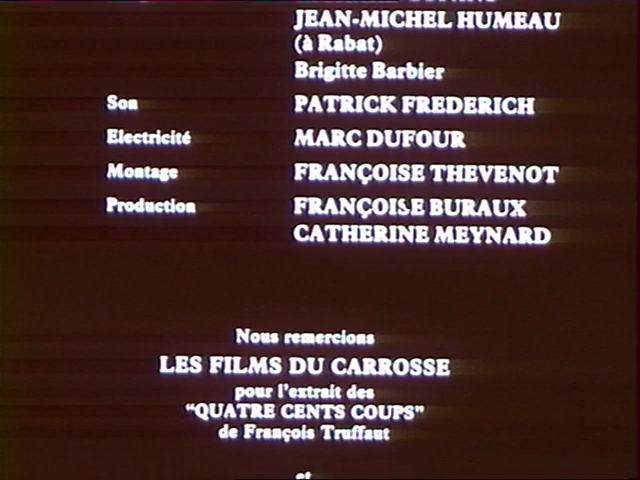 JEAN-MICHEL HUMEAU
(à Rabat)
Brigitte Barbier
Son PATRICK FREDERICH
Electricité MARC DUFOUR
Montage FRANÇOISE THEVENOT
Production FRANÇOISE BURAUX
CATHERINE MEYNARD
Nous remercions
LES FILMS DU CARROSSE
pour l'extrait des
"QUATRE CENTS COUPS"
de François Truffaut
et